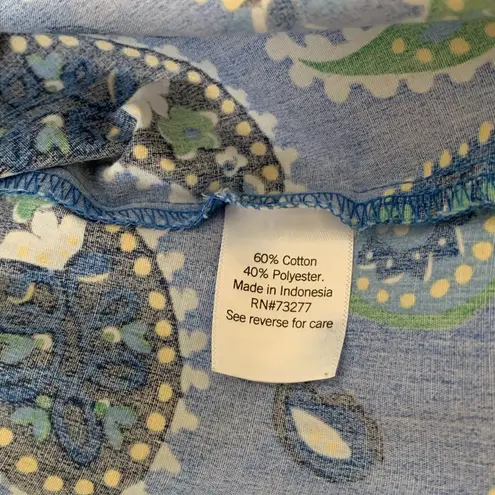 60% Cotton
40% Polyester.
Made in Indonesia
RN#73277
See reverse for care